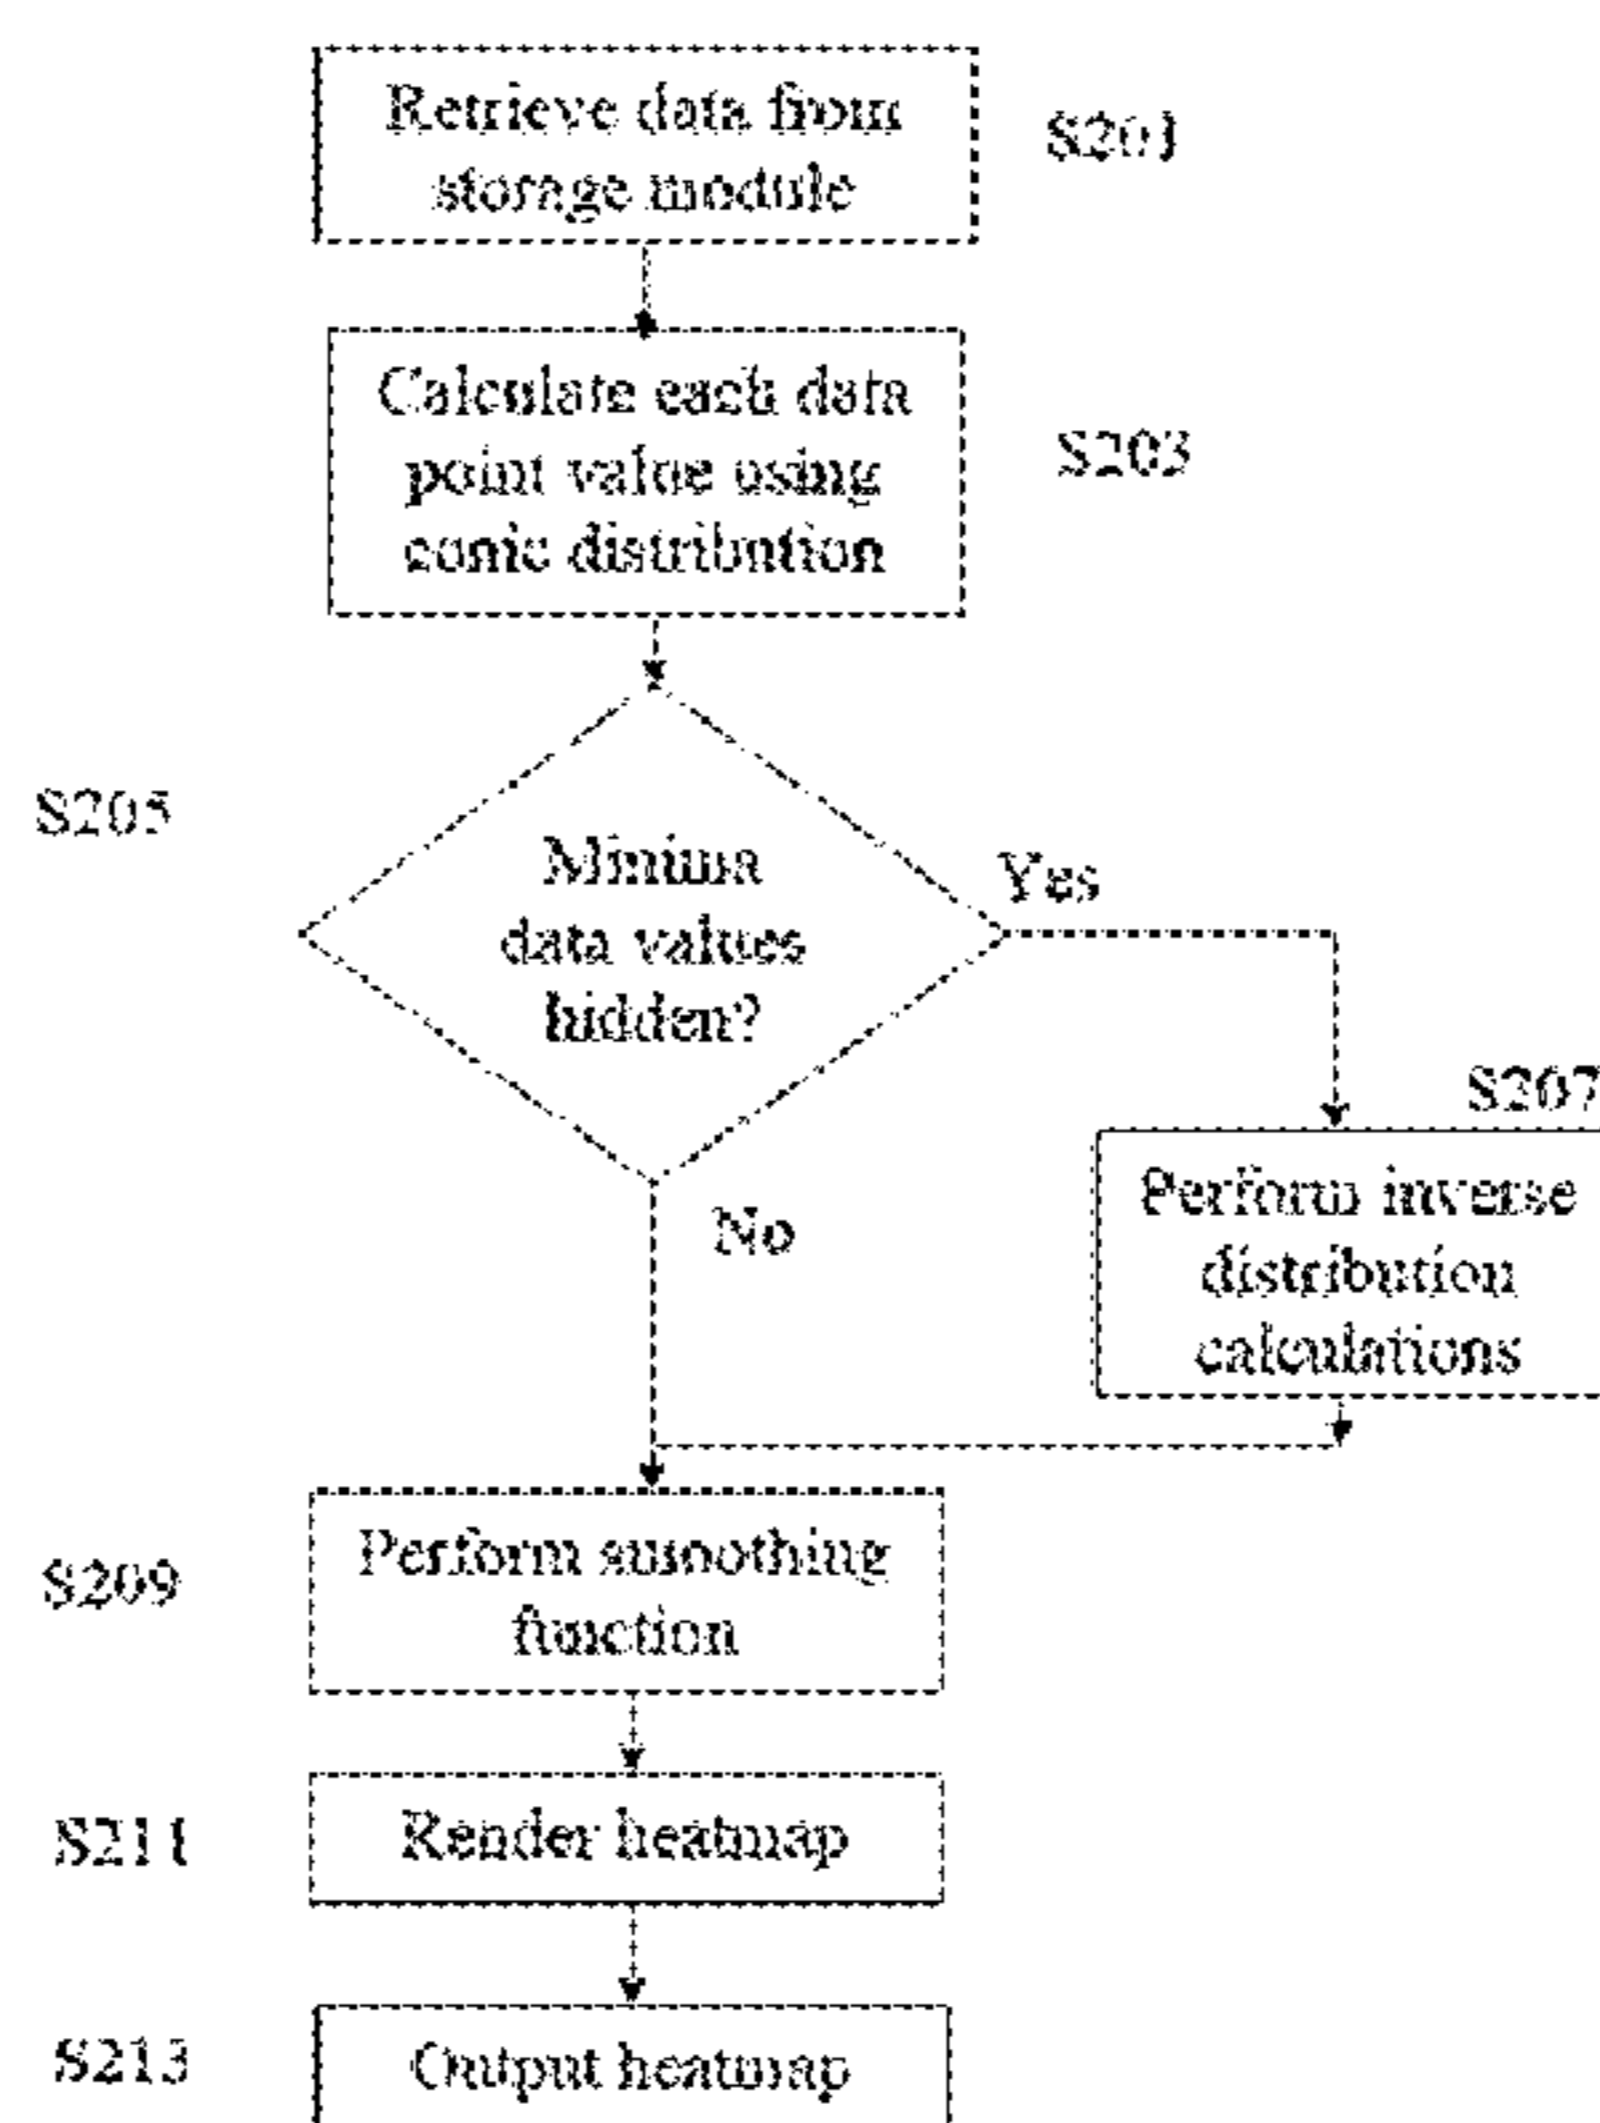 Retrieve data from
storage module
S201
Calculate each data
point value using
conic distribution
S203
S205
Minima
data values
hidden?
Yes
No
S207
Perform inverse
distribution
calculations
S209
Perform smoothing
function
S211
Render heatmap
S213
Output heatmap